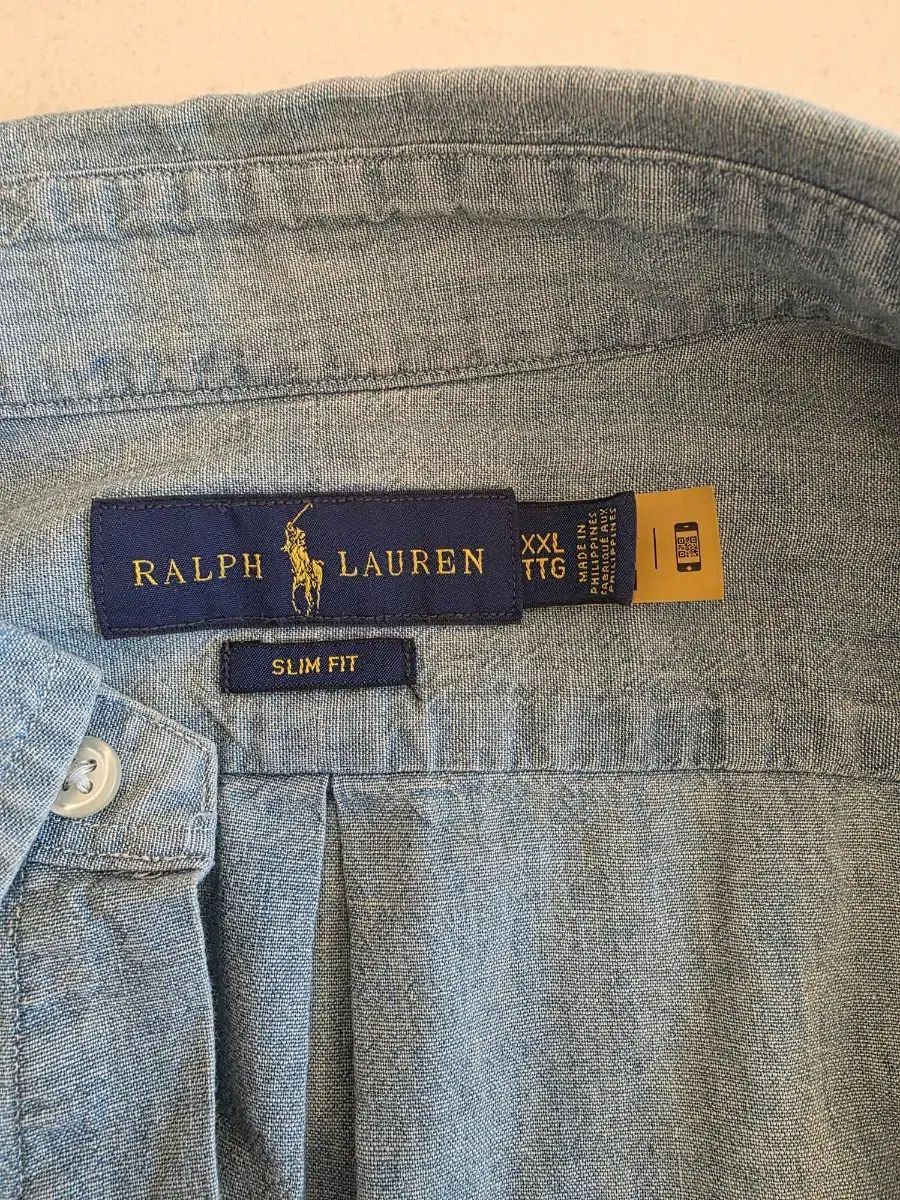 RALPH LAUREN
XXL
TTG
MADE IN
PHILIPPINES
FABRIQUÉ AUX
PHILIPPINES
SLIM FIT